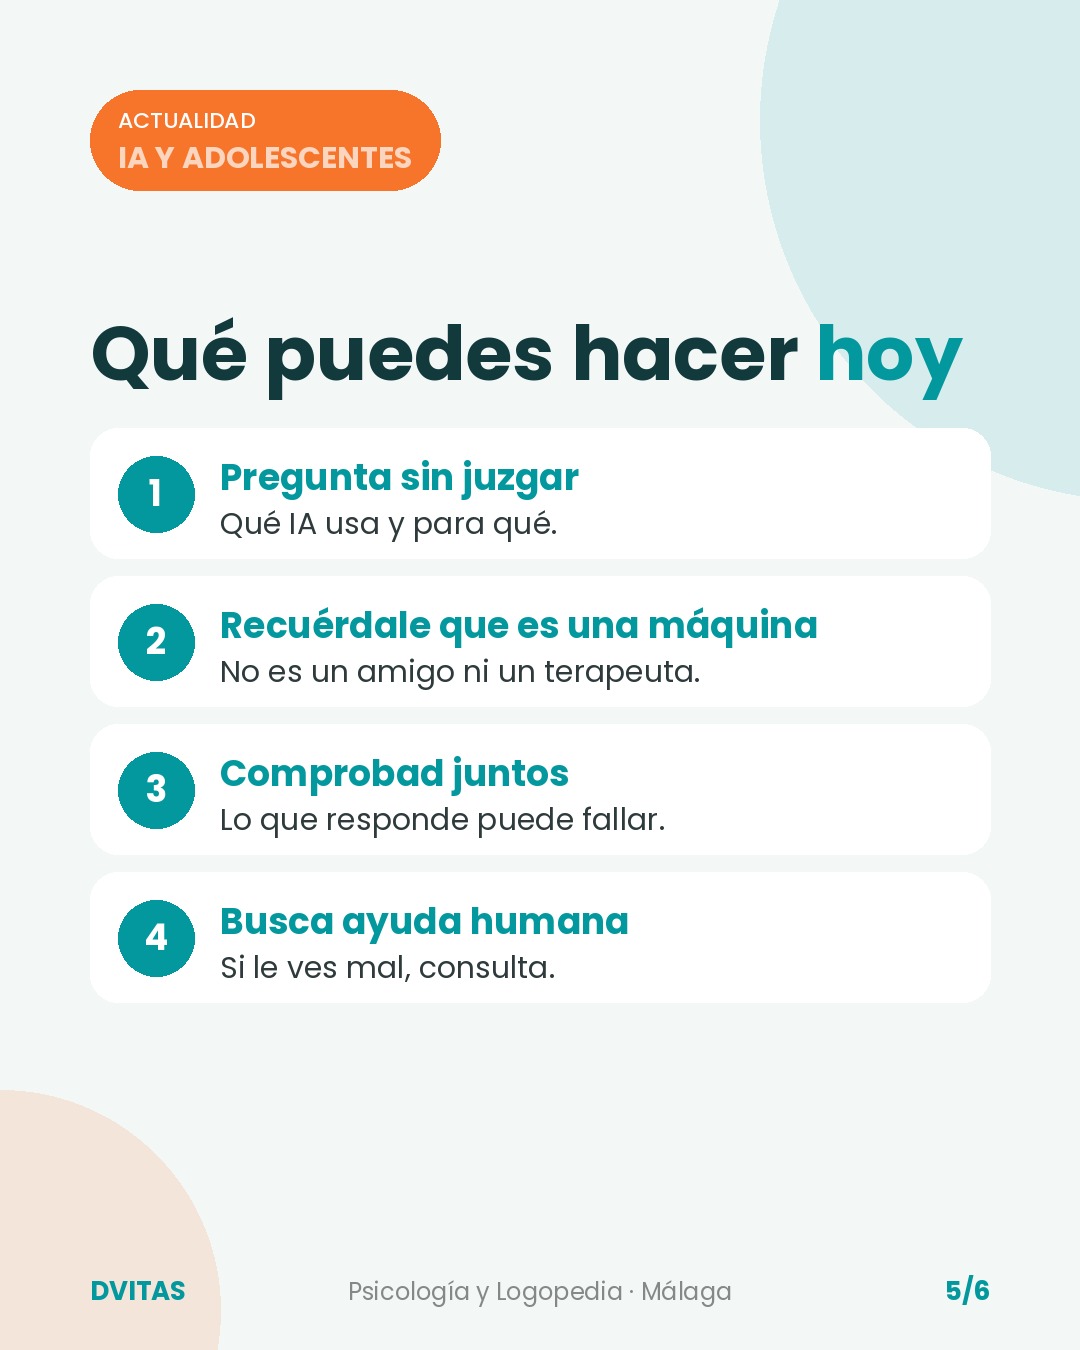 ACTUALIDAD
IA Y ADOLESCENTES
Qué puedes hacer hoy
1
Pregunta sin juzgar
Qué IA usa y para qué.
2
Recuérdale que es una máquina
No es un amigo ni un terapeuta.
3
Comprobad juntos
Lo que responde puede fallar.
4
Busca ayuda humana
Si le ves mal, consulta.
DVITAS
Psicología y Logopedia · Málaga
5/6